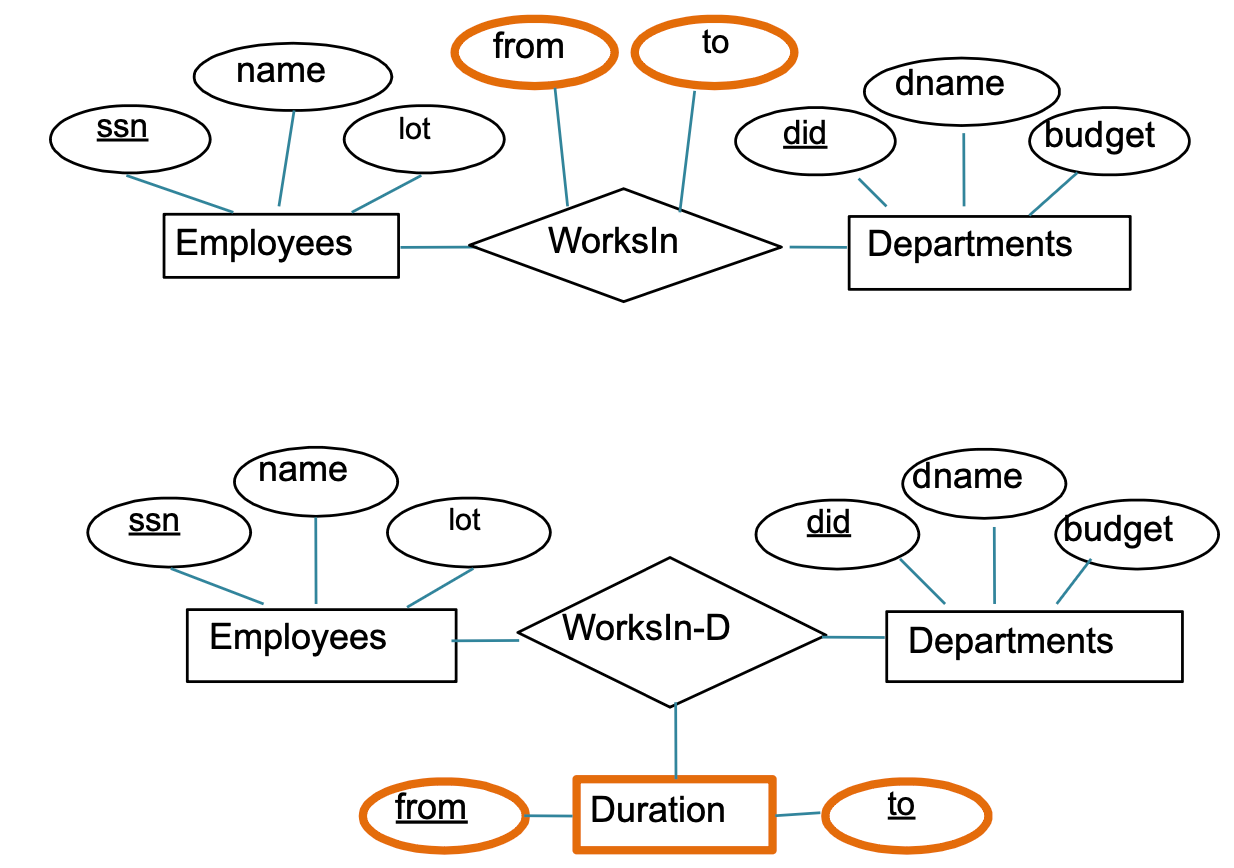 from
to
name
dname
ssn
lot
did
budget
Employees
WorksIn
Departments
name
dname
ssn
lot
did
budget
Employees
WorksIn-D
Departments
from
Duration
to